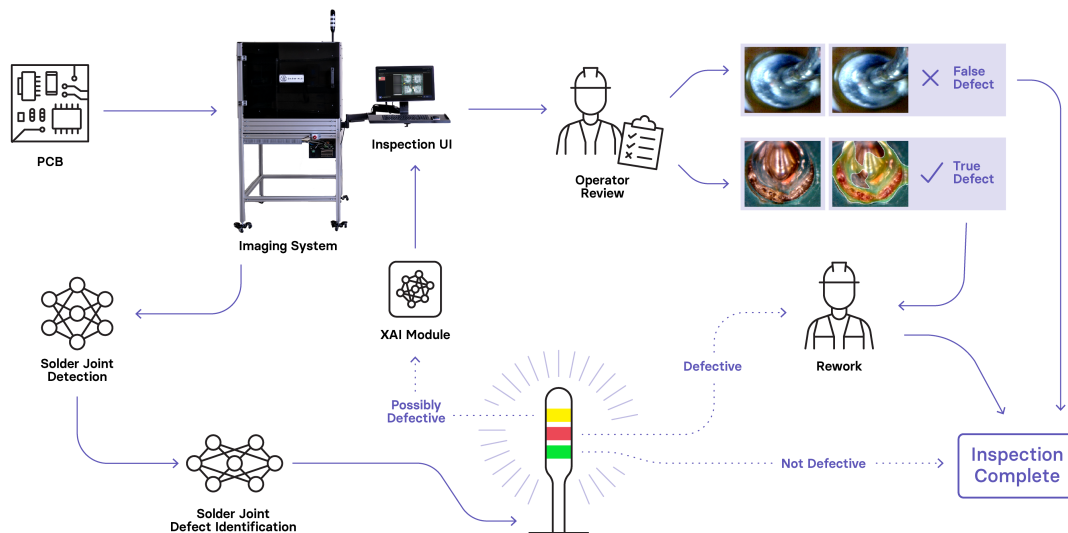 PCB
Imaging System
Inspection UI
Operator
Review
False
Defect
True
Defect
Solder Joint
Detection
XAI Module
Possibly
Defective
Defective
Rework
Solder Joint
Defect Identification
Not Defective
Inspection
Complete